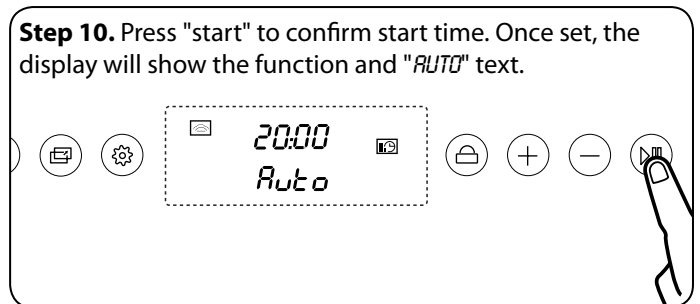 Step 10. Press "start" to confirm start time. Once set, the
display will show the function and "AUTO" text.
20:00
Auto